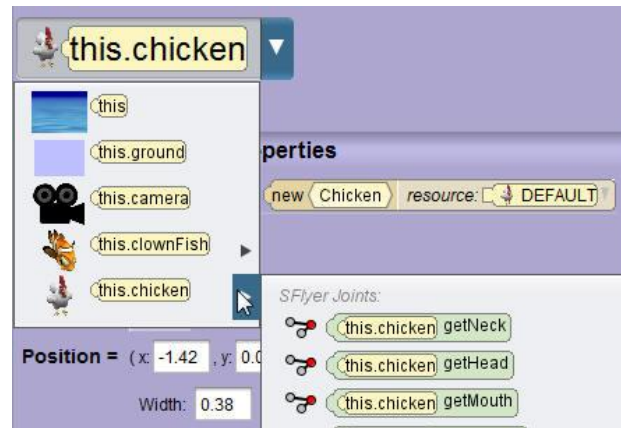 this.chicken
this
this.ground
perties
this.camera
new Chicken resource: DEFAULT
this.clownFish
this.chicken
SFlyer Joints:
this.chicken getNeck
Position = (x: -1.42 , y: 0.0
this.chicken getHead
Width: 0.38
this.chicken getMouth